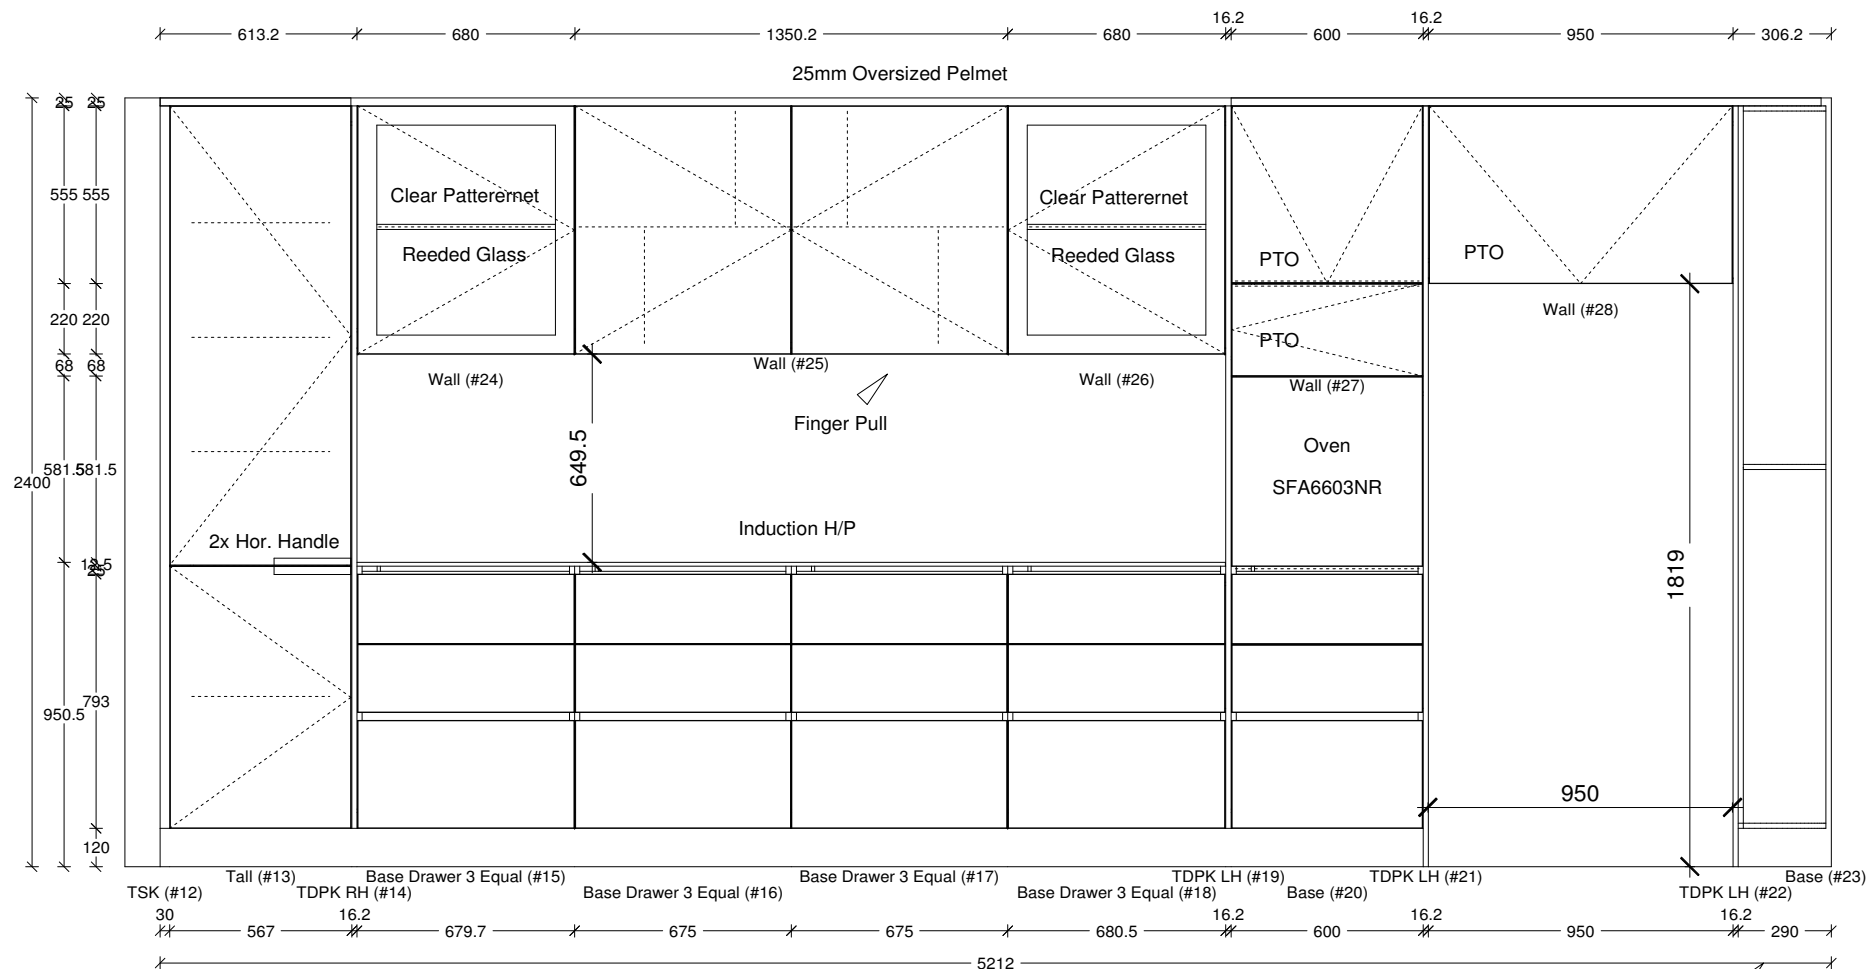 16.2 16.2
613.2 680 1350.2 680 600 950 306.2
25mm Oversized Pelmet
25 25
555 555
Clear Patterernet Clear Patterernet
Reeded Glass Reeded Glass
PTO PTO
220 220
Wall (#28)
PTO
68 68
Wall (#24) Wall (#25) Wall (#26) Wall (#27)
Finger Pull
649.5
Oven
581.5 581.5
2400
SFA6603NR
Induction H/P
2x Hor. Handle
1819
793
950.5
950
120
Tall (#13) Base Drawer 3 Equal (#15) Base Drawer 3 Equal (#17) TDPK LH (#19) TDPK LH (#21) Base (#23)
TSK (#12) TDPK RH (#14) Base Drawer 3 Equal (#16) Base Drawer 3 Equal (#18) Base (#20) TDPK LH (#22)
30 16.2 16.2 16.2 16.2
567 679.7 675 675 680.5 600 950 290
5212